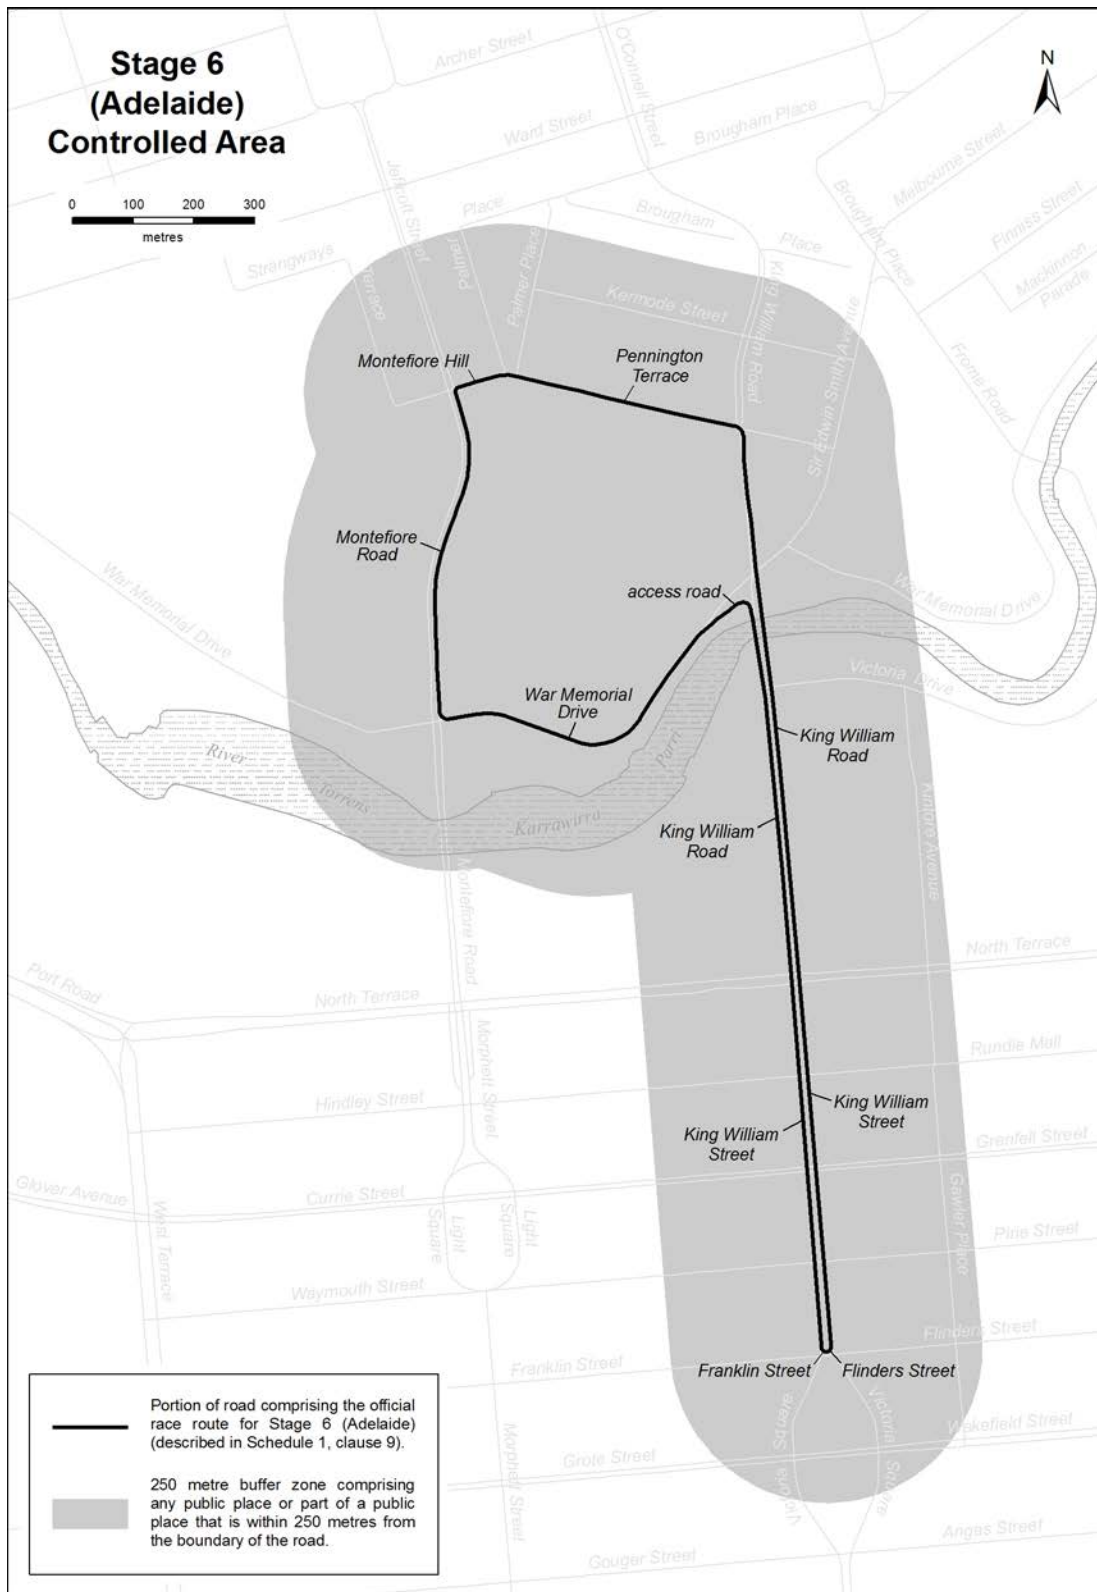 Stage 6
(Adelaide)
Controlled Area
0 100 200 300
metres
N
Archer Street
O'Connell Street
Ward Street
Brougham Place
Melbourne Street
Jeffcott Street
Place
Brougham
Place
Brougham Place
Finniss Street
Mackinnon
Parade
Strangways
Terrace
Palmer
Palmer Place
King William Road
Kermode Street
Sir Edwin Smith Avenue
Frome Road
Montefiore Hill
Pennington
Terrace
Montefiore
Road
access road
War Memorial Drive
War Memorial Drive
Victoria Drive
War Memorial
Drive
King William
Road
River
Torrens
Karrawirra
Parri
King William
Road
Kintore Avenue
Montefiore Road
North Terrace
Port Road
North Terrace
Rundle Mall
Morphett Street
Hindley Street
King William
Street
King William
Street
Grenfell Street
Glover Avenue
Currie Street
West Terrace
Light
Square
Light
Square
Gawler Place
Pirie Street
Waymouth Street
Flinders Street
Franklin Street
Franklin Street
Flinders Street
Victoria Square
Victoria Square
Wakefield Street
Grote Street
Morphett Street
Angas Street
Gouger Street
Portion of road comprising the official
race route for Stage 6 (Adelaide)
(described in Schedule 1, clause 9).
250 metre buffer zone comprising
any public place or part of a public
place that is within 250 metres from
the boundary of the road.